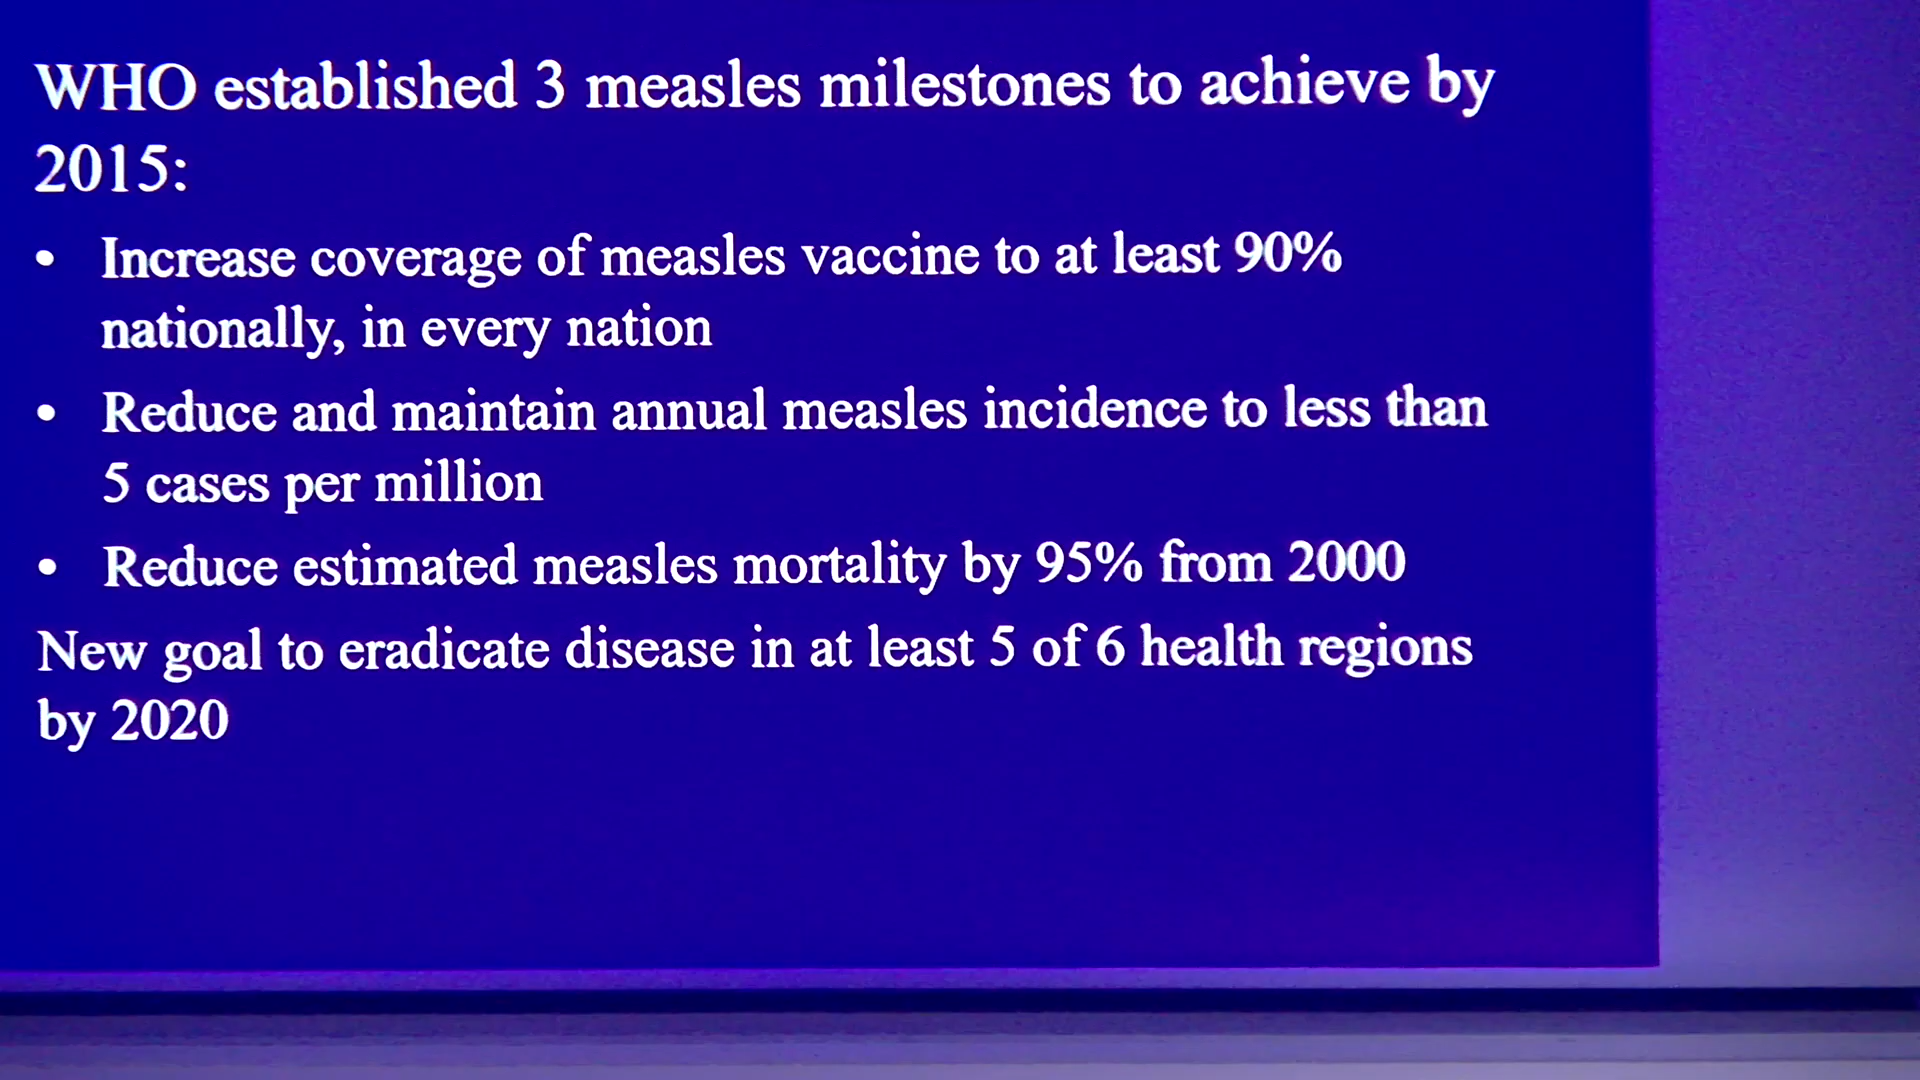 WHO established 3 measles milestones to achieve by
2015:
• Increase coverage of measles vaccine to at least 90%
nationally, in every nation
• Reduce and maintain annual measles incidence to less than
5 cases per million
• Reduce estimated measles mortality by 95% from 2000
New goal to eradicate disease in at least 5 of 6 health regions
by 2020